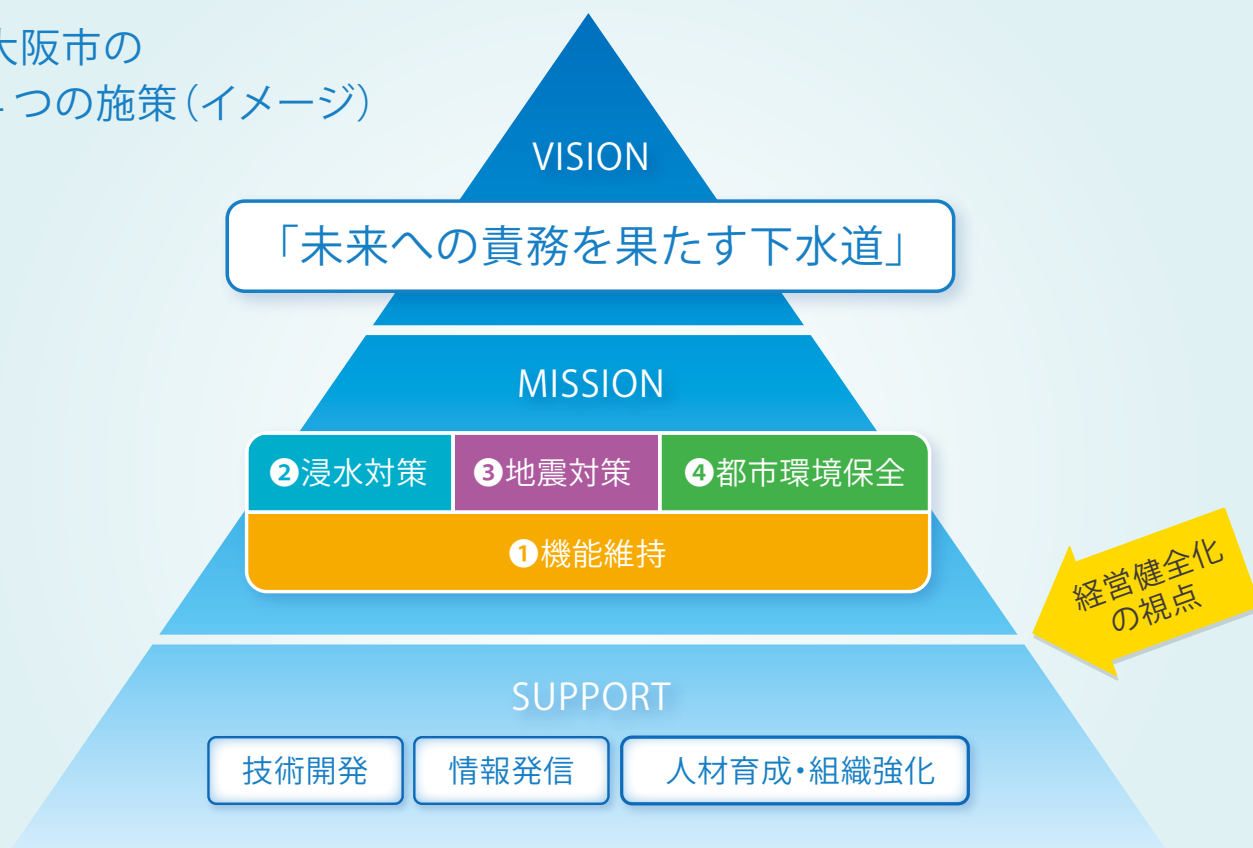 大阪市の
4つの施策(イメージ)
VISION
「未来への責務を果たす下水道」
MISSION
❷浸水対策
❸地震対策
❹都市環境保全
❶機能維持
経営健全化
の視点
SUPPORT
技術開発
情報発信
人材育成・組織強化